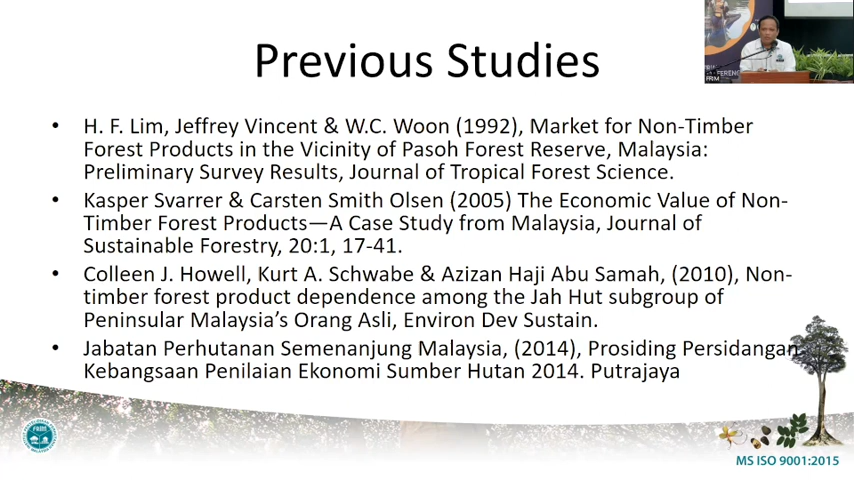 Previous Studies
• H. F. Lim, Jeffrey Vincent & W.C. Woon (1992), Market for Non-Timber
Forest Products in the Vicinity of Pasoh Forest Reserve, Malaysia:
Preliminary Survey Results, Journal of Tropical Forest Science.
• Kasper Svarrer & Carsten Smith Olsen (2005) The Economic Value of Non-
Timber Forest Products—A Case Study from Malaysia, Journal of
Sustainable Forestry, 20:1, 17-41.
• Colleen J. Howell, Kurt A. Schwabe & Azizan Haji Abu Samah, (2010), Non-
timber forest product dependence among the Jah Hut subgroup of
Peninsular Malaysia's Orang Asli, Environ Dev Sustain.
• Jabatan Perhutanan Semenanjung Malaysia, (2014), Prosiding Persidangan
Kebangsaan Penilaian Ekonomi Sumber Hutan 2014. Putrajaya
FRIM
MS ISO 9001:2015